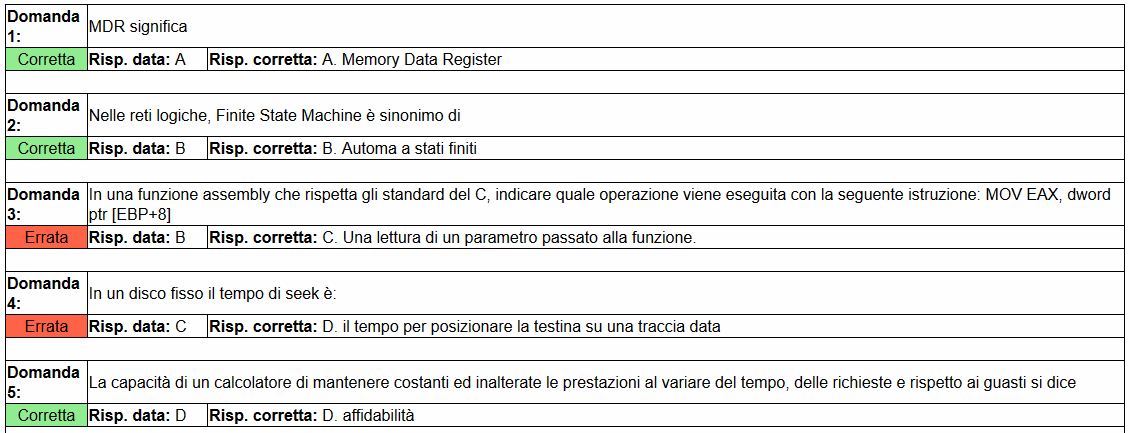 Domanda 1: MDR significa
Corretta Risp. data: A Risp. corretta: A. Memory Data Register
Domanda 2: Nelle reti logiche, Finite State Machine è sinonimo di
Corretta Risp. data: B Risp. corretta: B. Automa a stati finiti
Domanda 3: In una funzione assembly che rispetta gli standard del C, indicare quale operazione viene eseguita con la seguente istruzione: MOV EAX, dword
ptr [EBP+8]
Errata Risp. data: B Risp. corretta: C. Una lettura di un parametro passato alla funzione.
Domanda 4: In un disco fisso il tempo di seek è:
Errata Risp. data: C Risp. corretta: D. il tempo per posizionare la testina su una traccia data
Domanda 5: La capacità di un calcolatore di mantenere costanti ed inalterate le prestazioni al variare del tempo, delle richieste e rispetto ai guasti si dice
Corretta Risp. data: D Risp. corretta: D. affidabilità